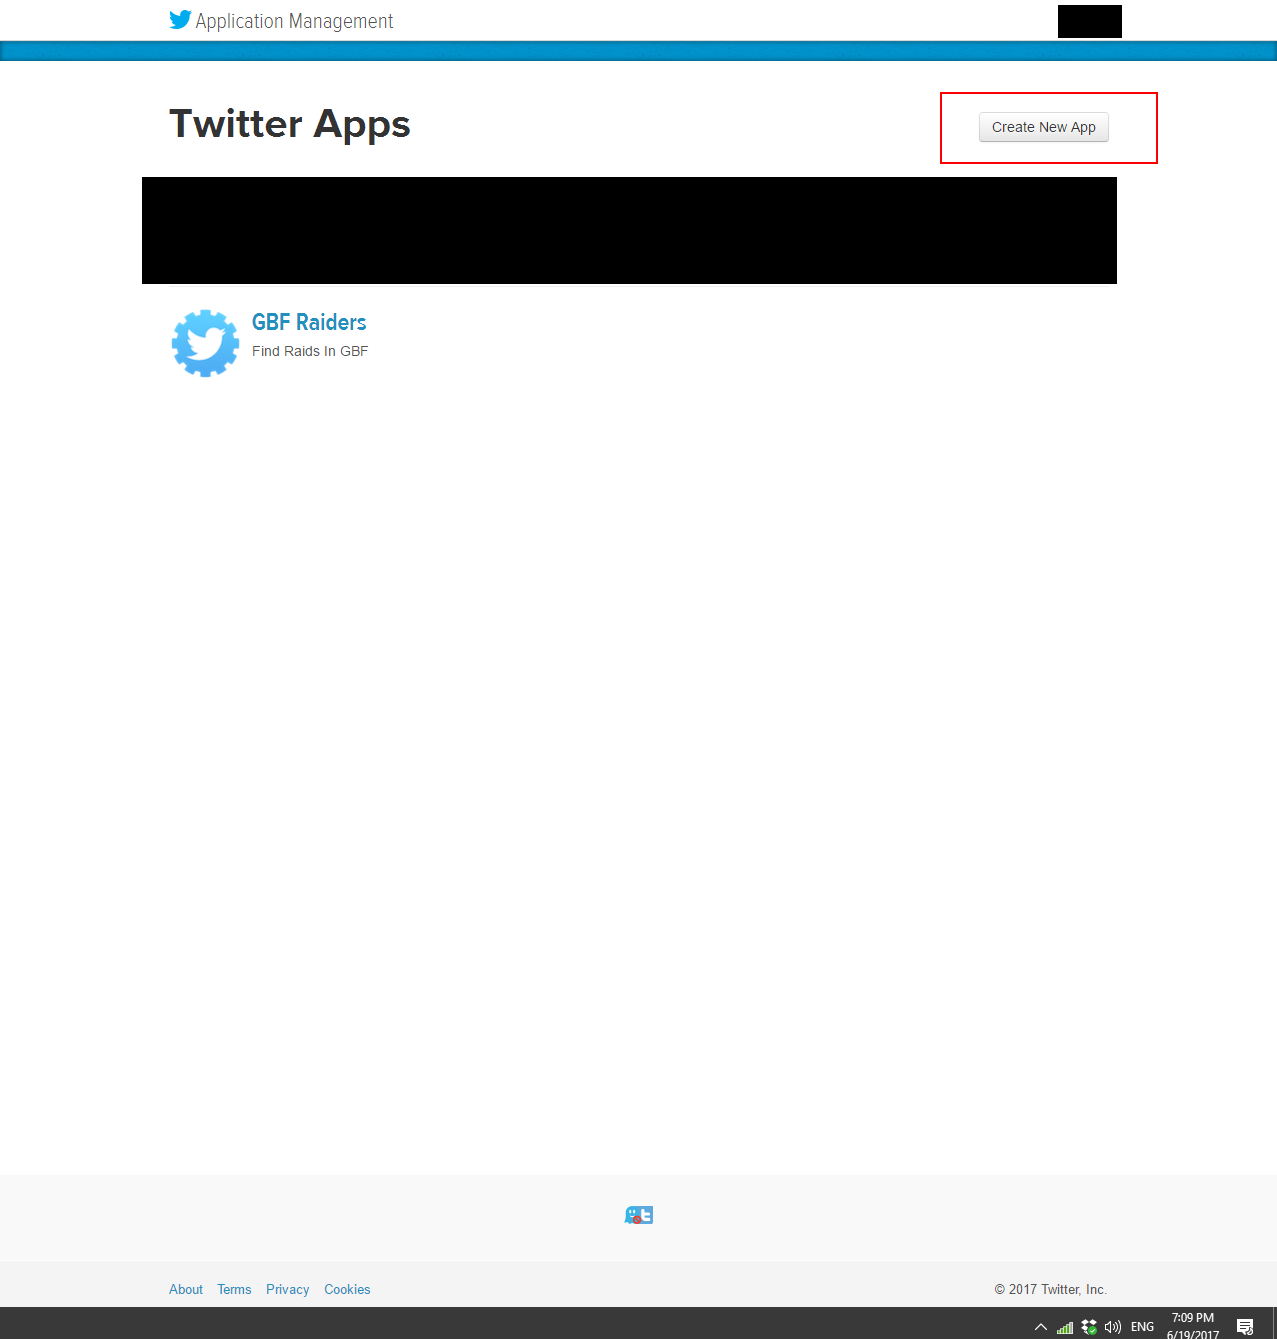 Application Management
Twitter Apps
Create New App
GBF Raiders
Find Raids In GBF
About Terms Privacy Cookies
© 2017 Twitter, Inc.
ENG
7:09 PM
6/19/2017